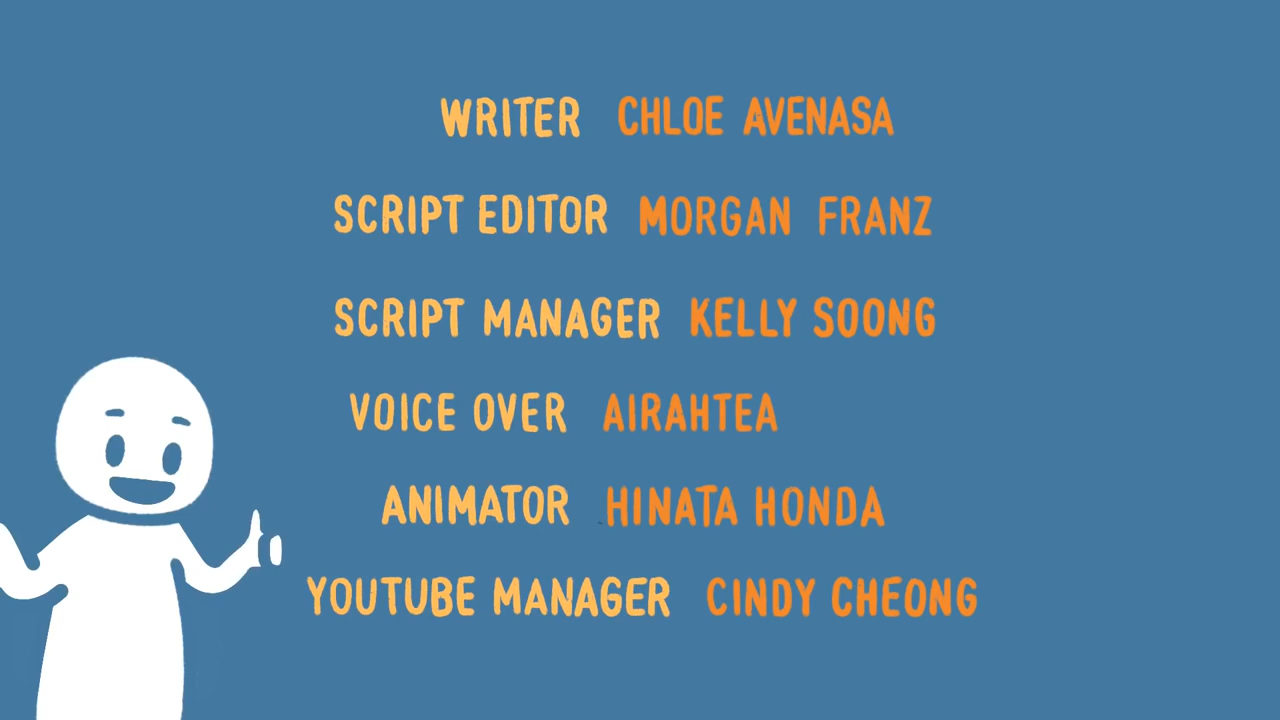 WRITER CHLOE AVENASA
SCRIPT EDITOR MORGAN FRANZ
SCRIPT MANAGER KELLY SOONG
VOICE OVER AIRAHTEA
ANIMATOR HINATA HONDA
YOUTUBE MANAGER CINDY CHEONG